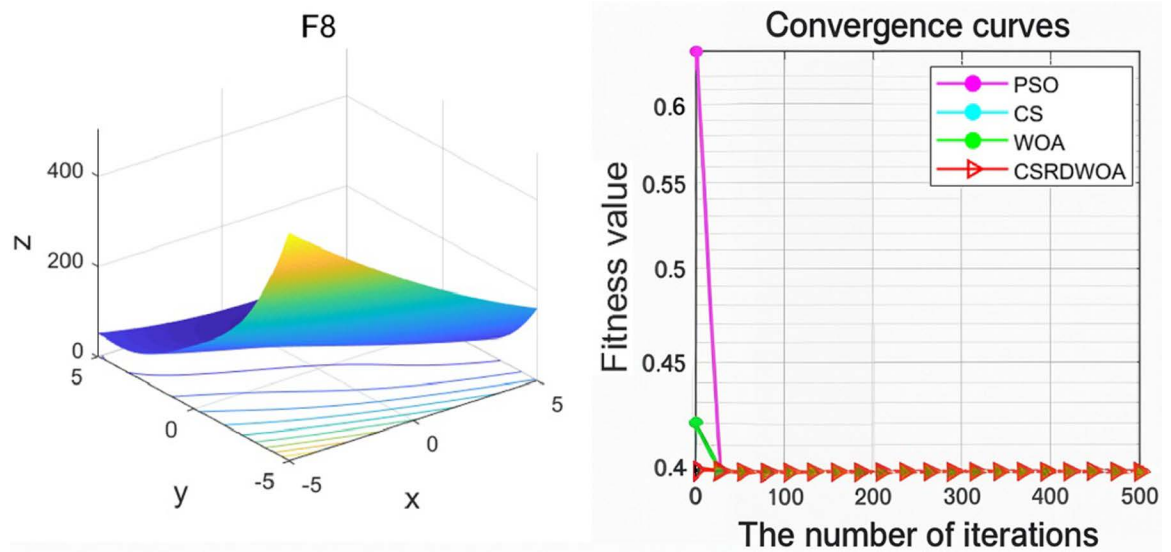 F8
z
400
200
0
5
0
-5
y
-5
0
5
x
Convergence curves
Fitness value
0.6
0.55
0.5
0.45
0.4
0
100
200
300
400
500
The number of iterations
PSO
CS
WOA
CSRDWOA